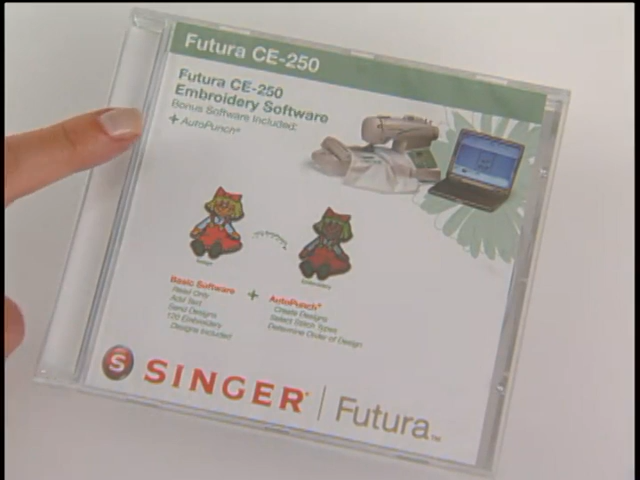 Futura CE-250
Futura CE-250
Embroidery Software
Bonus Software Included:
+ AutoPunch®
Basic Software
Read Only
Add Text
Send Designs
120 Embroidery
Designs Included
+
AutoPunch®
Create Designs
Select Stitch Types
Determine Order of Design
S SINGER® | Futura™